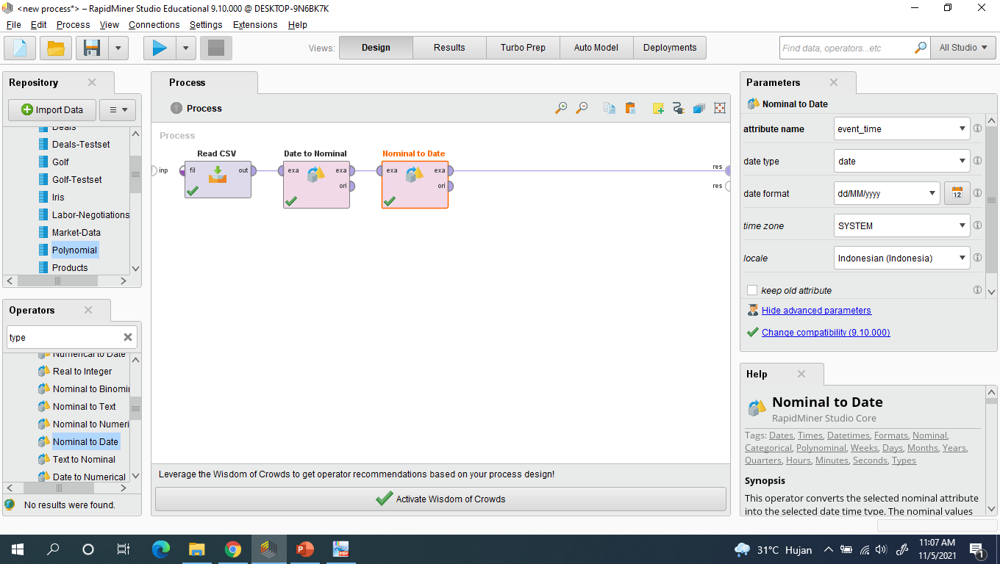 <new process*> – RapidMiner Studio Educational 9.10.000 @ DESKTOP-9N6BK7K
File Edit Process View Connections Settings Extensions Help
Views: Design Results Turbo Prep Auto Model Deployments
Find data, operators...etc
All Studio
Repository
Import Data
Deals
Deals-Testset
Golf
Golf-Testset
Iris
Labor-Negotiations
Market-Data
Polynomial
Products
Operators
type
Numerical to Date
Real to Integer
Nominal to Binomi
Nominal to Text
Nominal to Numeri
Nominal to Date
Text to Nominal
Date to Numerical
No results were found.
Process
Process
Process
Read CSV
Date to Nominal
Nominal to Date
inp
fil out
exa exa
ori
exa exa
ori
res
res
Leverage the Wisdom of Crowds to get operator recommendations based on your process design!
Activate Wisdom of Crowds
Parameters
Nominal to Date
attribute name event_time
date type date
date format dd/MM/yyyy
12
time zone SYSTEM
locale Indonesian (Indonesia)
keep old attribute
Hide advanced parameters
Change compatibility (9.10.000)
Help
Nominal to Date
RapidMiner Studio Core
Tags: Dates, Times, Datetimes, Formats, Nominal,
Categorical, Polynominal, Weeks, Days, Months, Years,
Quarters, Hours, Minutes, Seconds, Types
Synopsis
This operator converts the selected nominal attribute
into the selected date time type. The nominal values
PDF
31°C Hujan
11:07 AM
11/5/2021
1